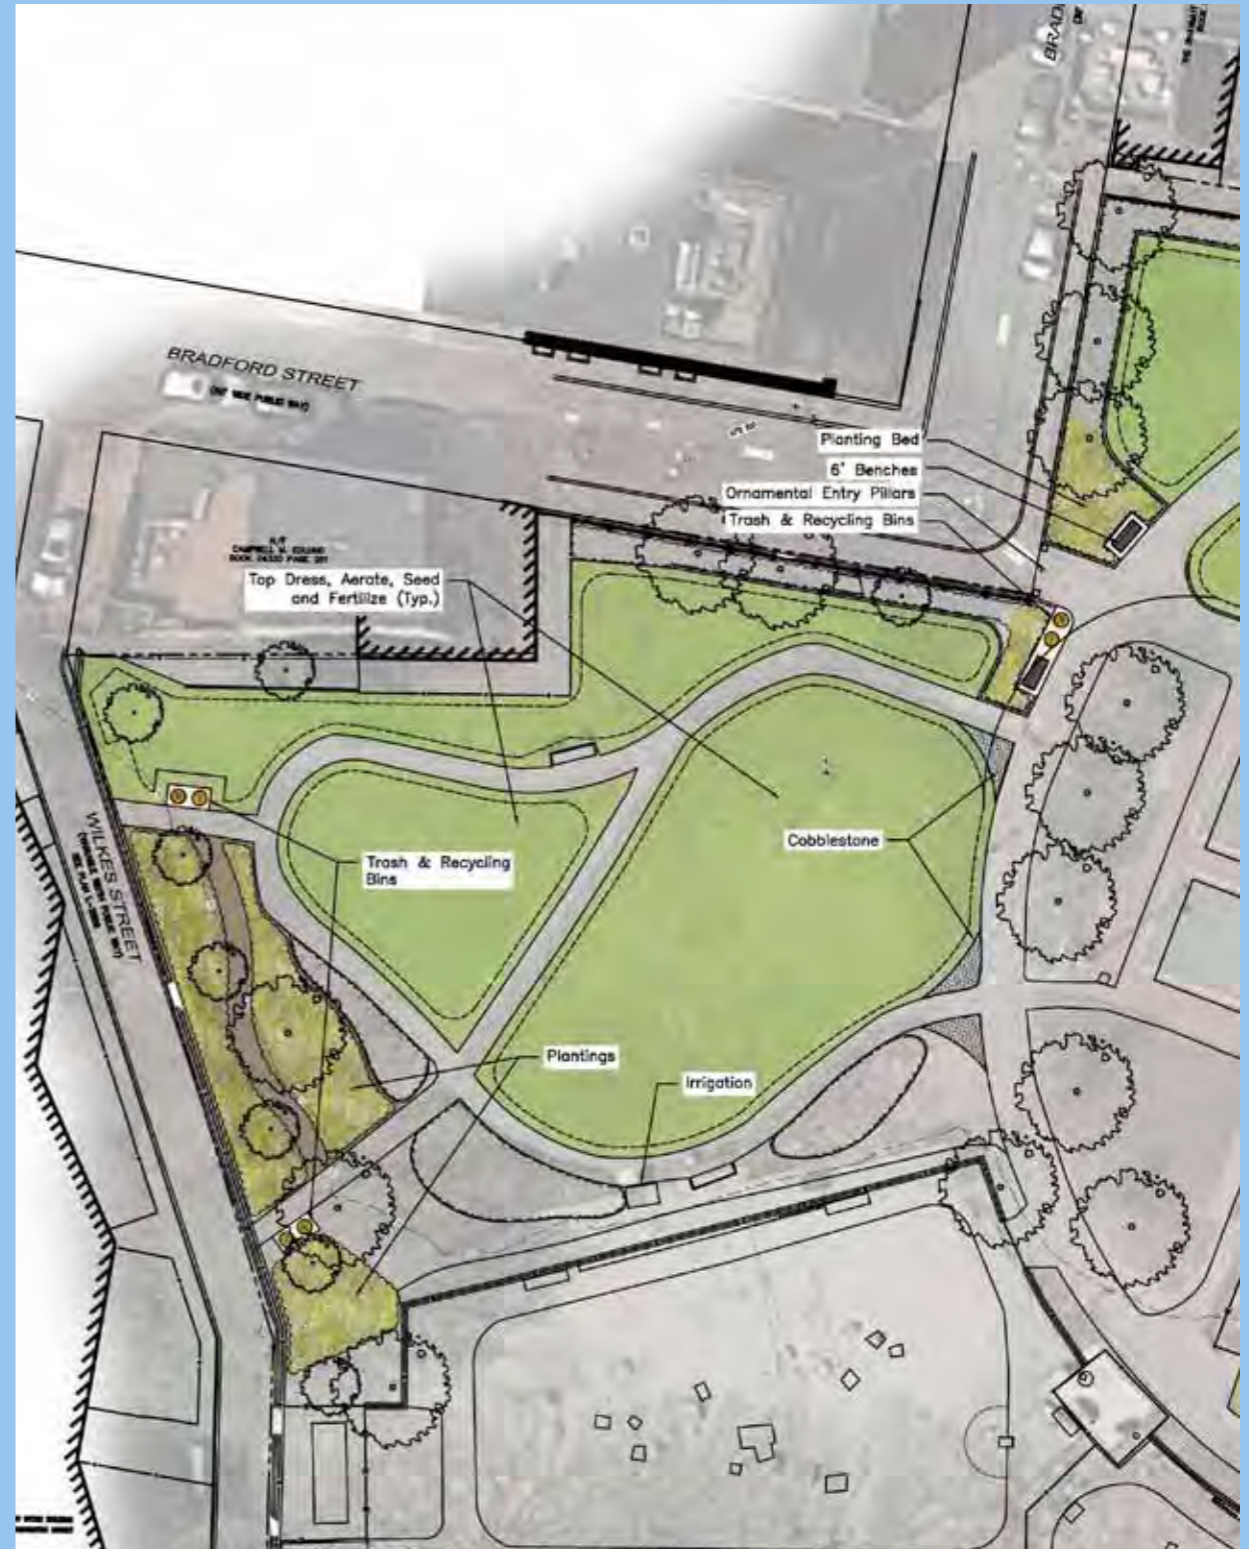 BRAD
BRADFORD STREET
Planting Bed
6' Benches
Ornamental Entry Pillars
Trash & Recycling Bins
Top Dress, Aerate, Seed
and Fertilize (Typ.)
WILKES STREET
Trash & Recycling
Bins
Cobblestone
Plantings
Irrigation